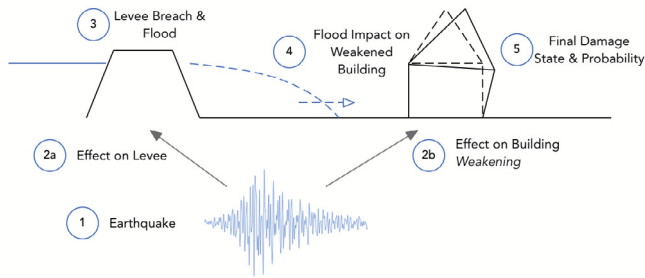 3
Levee Breach &
Flood
4
Flood Impact on
Weakened
Building
5
Final Damage
State & Probability
2a
Effect on Levee
2b
Effect on Building
Weakening
1
Earthquake